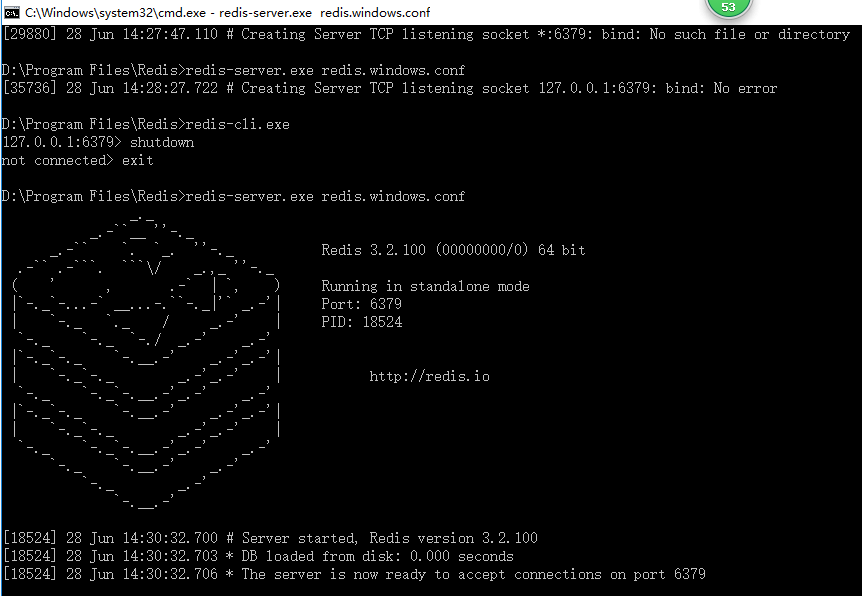 C:\Windows\system32\cmd.exe - redis-server.exe redis.windows.conf
53
[29880] 28 Jun 14:27:47.110 # Creating Server TCP listening socket *:6379: bind: No such file or directory
D:\Program Files\Redis>redis-server.exe redis.windows.conf
[35736] 28 Jun 14:28:27.722 # Creating Server TCP listening socket 127.0.0.1:6379: bind: No error
D:\Program Files\Redis>redis-cli.exe
127.0.0.1:6379> shutdown
not connected> exit
D:\Program Files\Redis>redis-server.exe redis.windows.conf
Redis 3.2.100 (00000000/0) 64 bit
Running in standalone mode
Port: 6379
PID: 18524
http://redis.io
[18524] 28 Jun 14:30:32.700 # Server started, Redis version 3.2.100
[18524] 28 Jun 14:30:32.703 * DB loaded from disk: 0.000 seconds
[18524] 28 Jun 14:30:32.706 * The server is now ready to accept connections on port 6379